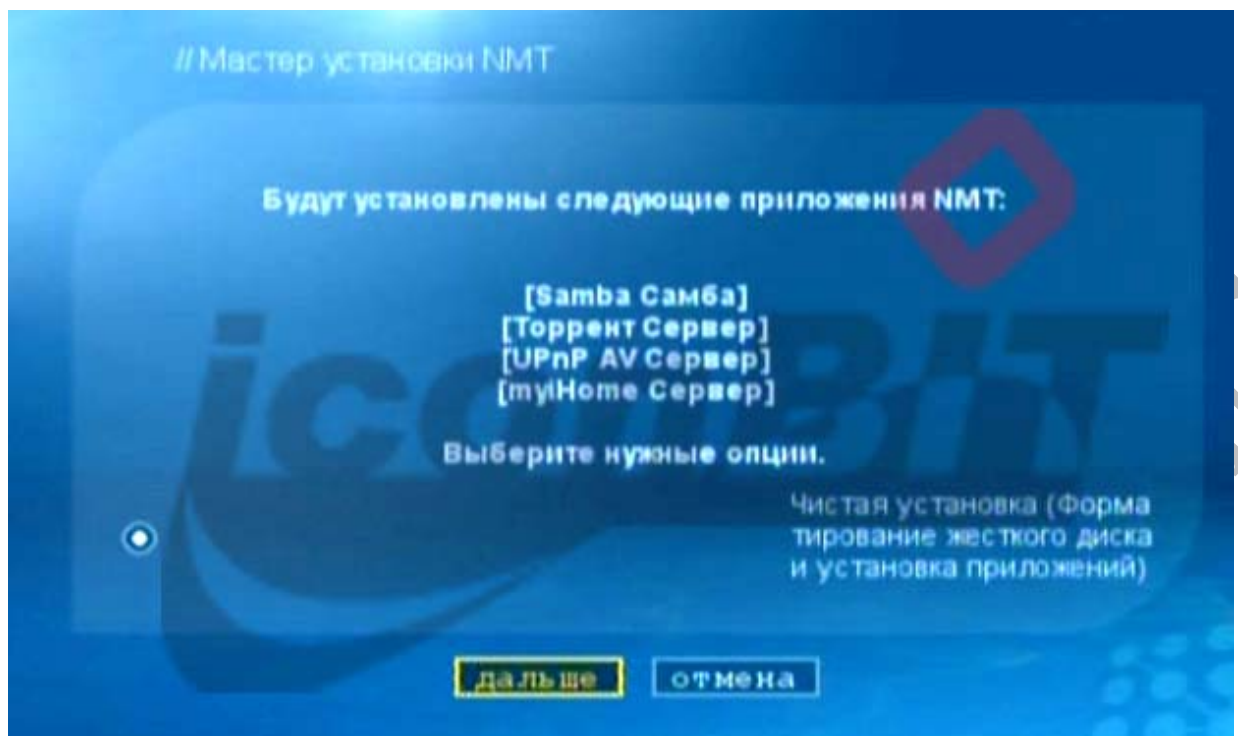 // Мастер установки NMT
Будут установлены следующие приложения NMT:
[Samba Самба]
[Торрент Сервер]
[UPnP AV Сервер]
[myiHome Сервер]
Выберите нужные опции.
Чистая установка (Форма
тирование жесткого диска
и установка приложений)
дальше отмена
iconBIT